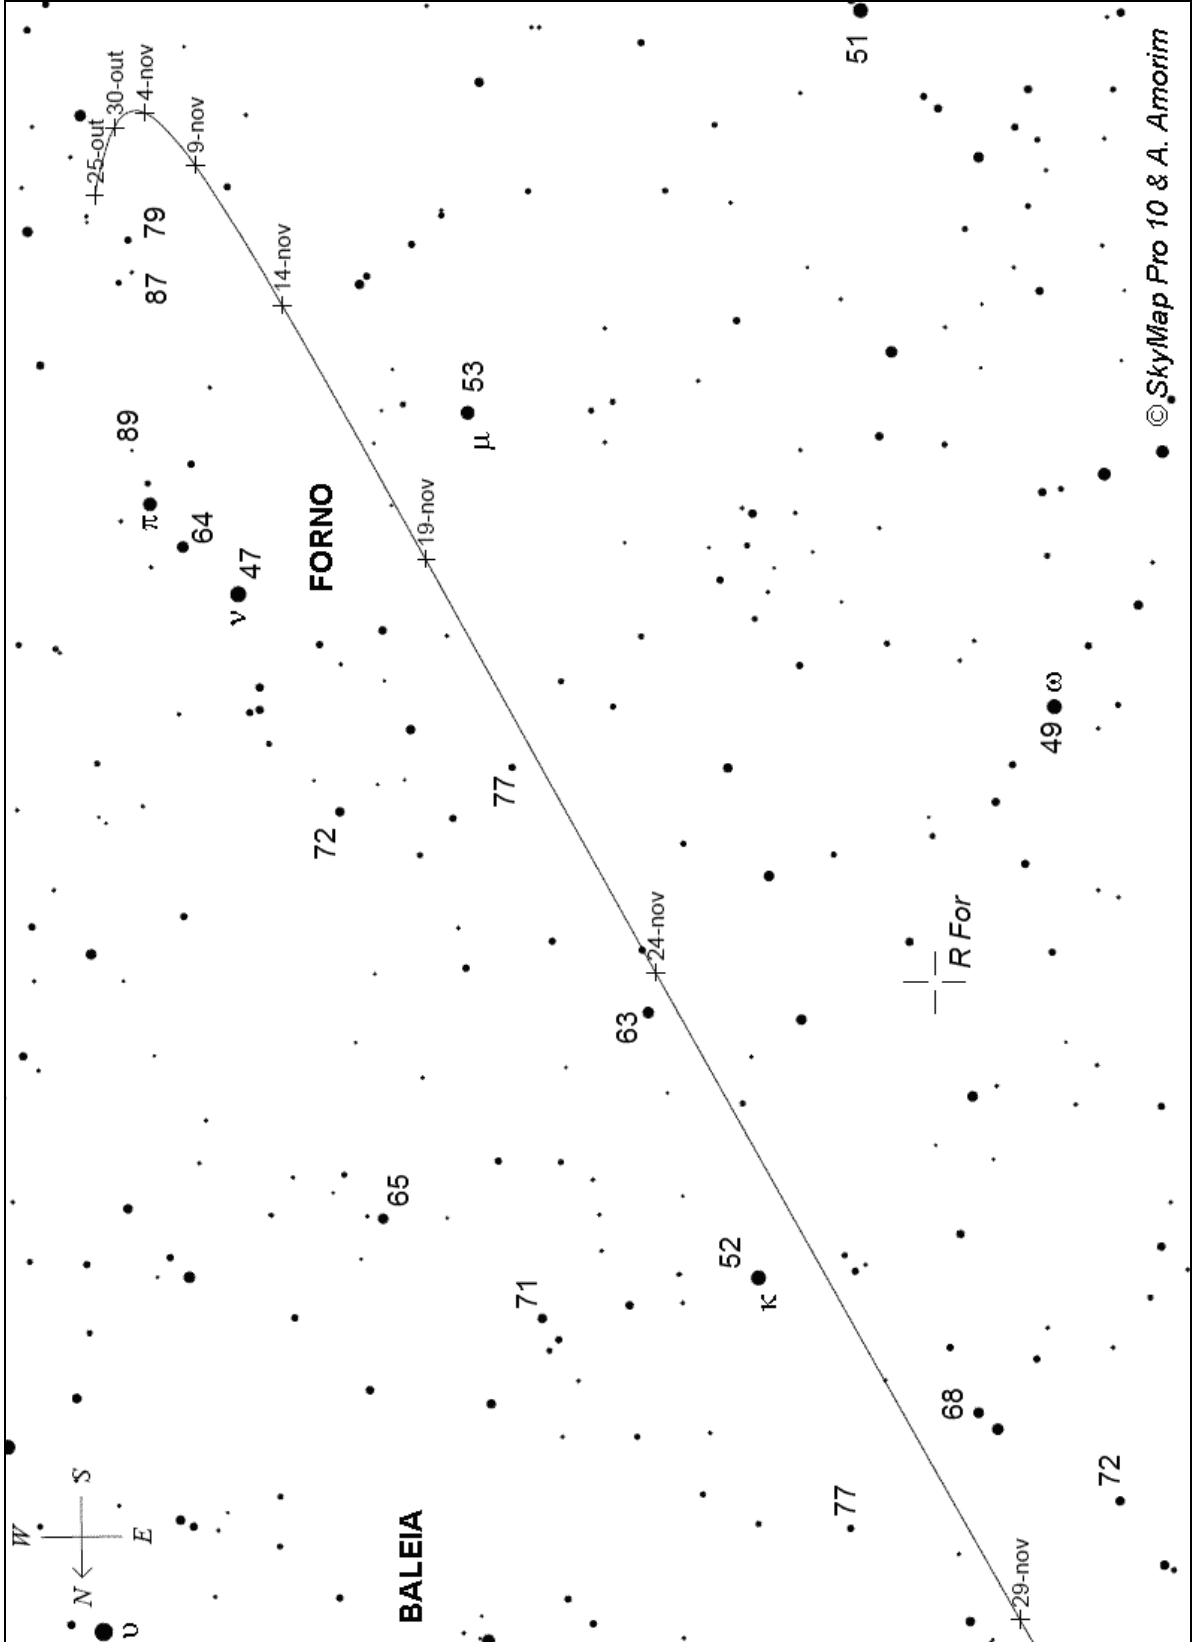 51
© SkyMap Pro 10 & A. Amorim
25-out
30-out
4-nov
9-nov
79
87
14-nov
53
μ
89
π
64
47
ν
FORNO
19-nov
ω
49
77
72
24-nov
R For
63
65
52
κ
71
68
72
77
W
S
E
N
BALEIA
29-nov
υ